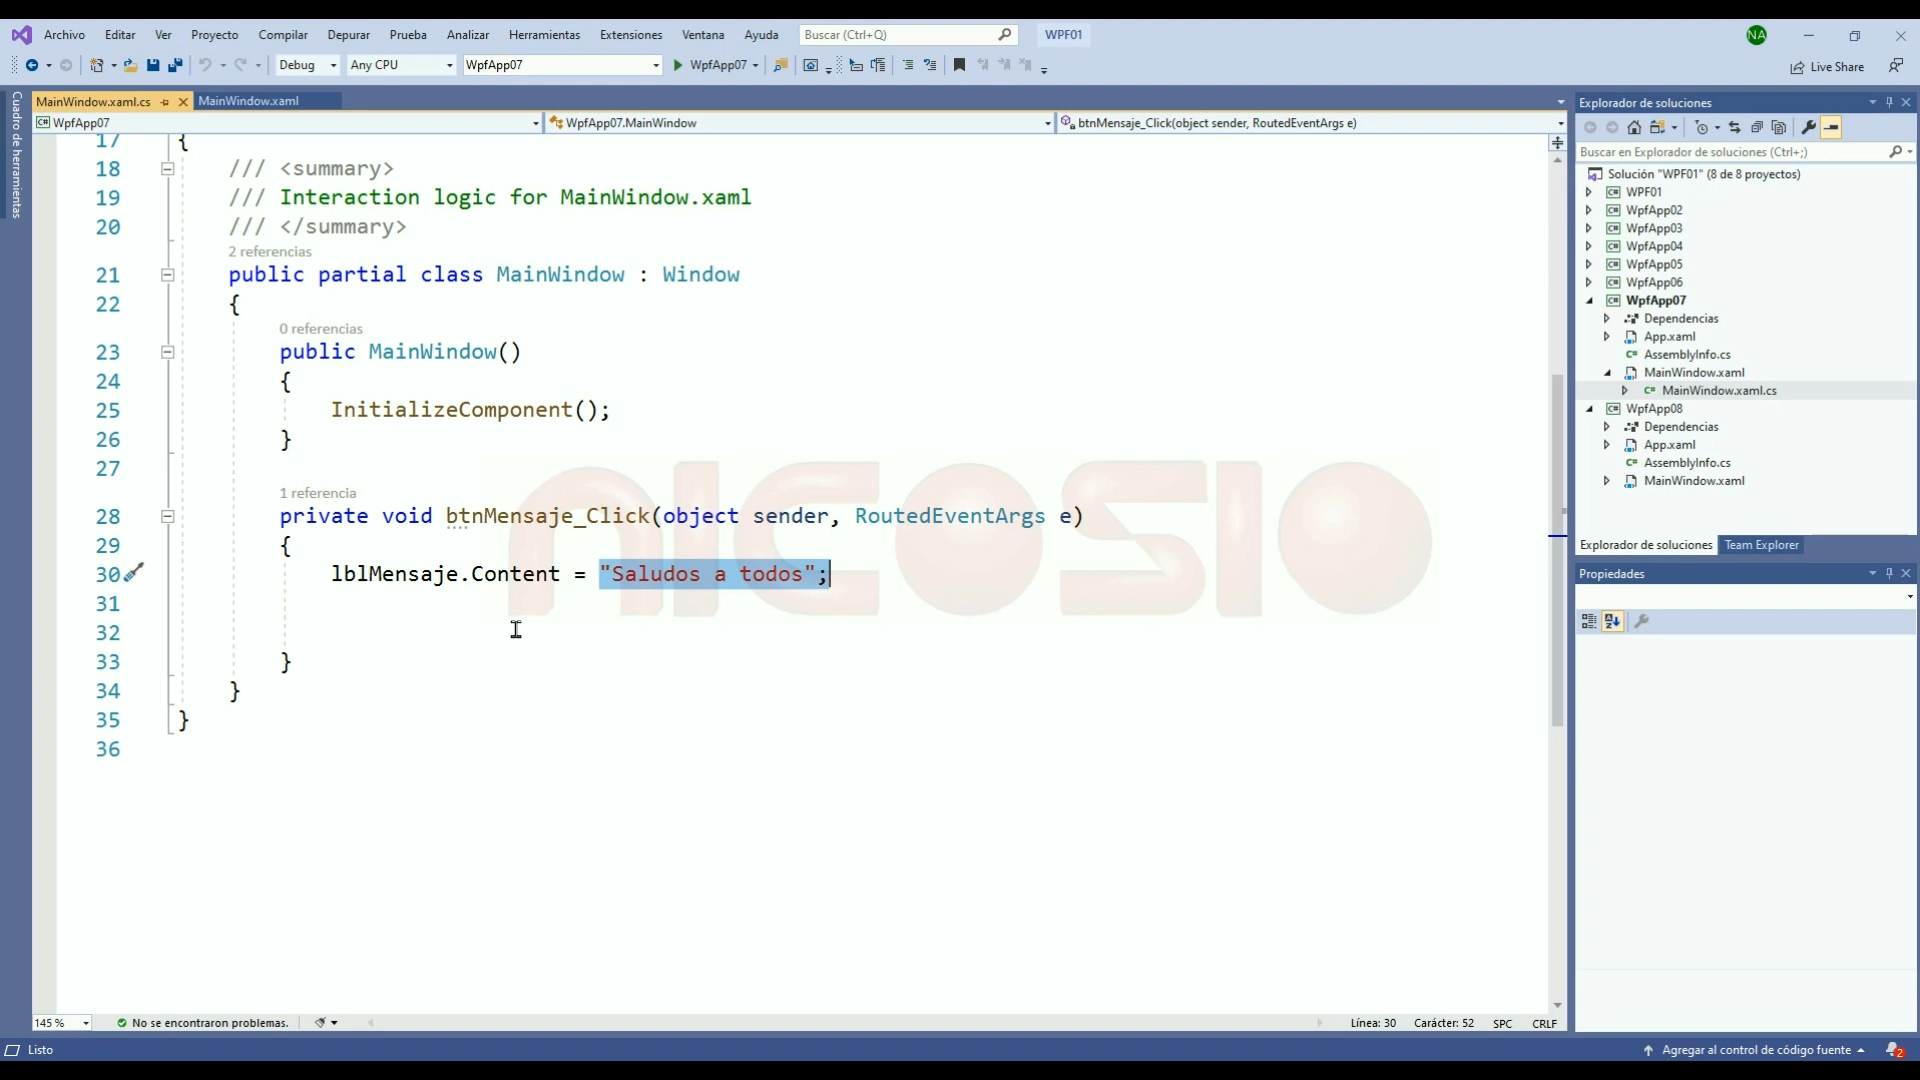 Archivo Editar Ver Proyecto Compilar Depurar Prueba Analizar Herramientas Extensiones Ventana Ayuda Buscar (Ctrl+Q) WPF01 NA
Debug Any CPU WpfApp07 WpfApp07 Live Share
Cuadro de herramientas
MainWindow.xaml.cs MainWindow.xaml
WpfApp07 WpfApp07.MainWindow btnMensaje_Click(object sender, RoutedEventArgs e)
17 {
18 /// <summary>
19 /// Interaction logic for MainWindow.xaml
20 /// </summary>
2 referencias
21 public partial class MainWindow : Window
22 {
0 referencias
23 public MainWindow()
24 {
25 InitializeComponent();
26 }
27
1 referencia
28 private void btnMensaje_Click(object sender, RoutedEventArgs e)
29 {
30 lblMensaje.Content = "Saludos a todos";
31
32
33 }
34 }
35 }
36
NICOSIO
145 % No se encontraron problemas. Línea: 30 Carácter: 52 SPC CRLF
Explorador de soluciones
Buscar en Explorador de soluciones (Ctrl+;)
Solución "WPF01" (8 de 8 proyectos)
WPF01
WpfApp02
WpfApp03
WpfApp04
WpfApp05
WpfApp06
WpfApp07
Dependencias
App.xaml
AssemblyInfo.cs
MainWindow.xaml
MainWindow.xaml.cs
WpfApp08
Dependencias
App.xaml
AssemblyInfo.cs
MainWindow.xaml
Explorador de soluciones Team Explorer
Propiedades
Listo Agregar al control de código fuente 2